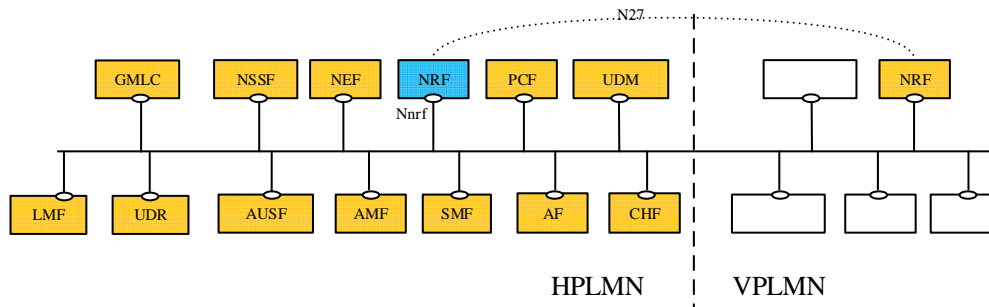 N27
GMLC
NSSF
NEF
NRF
PCF
UDM
NRF
Nnrf
LMF
UDR
AUSF
AMF
SMF
AF
CHF
HPLMN
VPLMN